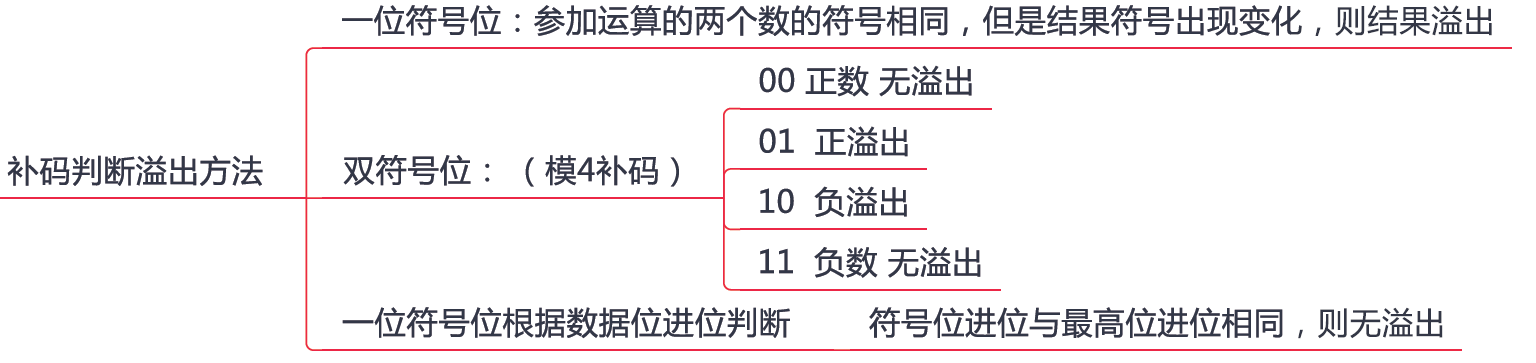 一位符号位：参加运算的两个数的符号相同，但是结果符号出现变化，则结果溢出
00 正数 无溢出
01 正溢出
补码判断溢出方法
双符号位：（模4补码）
10 负溢出
11 负数 无溢出
一位符号位根据数据位进位判断
符号位进位与最高位进位相同，则无溢出